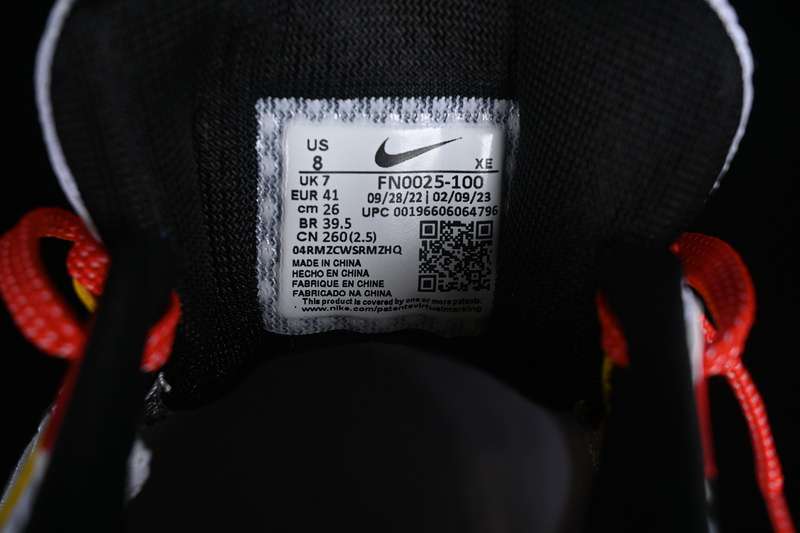 US
8
XE
UK 7
FN0025-100
EUR 41
09/28/22 | 02/09/23
cm 26
UPC 00196606064796
BR 39.5
CN 260(2.5)
04RMZCWSRMZHQ
MADE IN CHINA
HECHO EN CHINA
FABRIQUE EN CHINE
FABRICADO NA CHINA
This product is covered by one or more patents
www.nike.com/patentsvirtualmarking